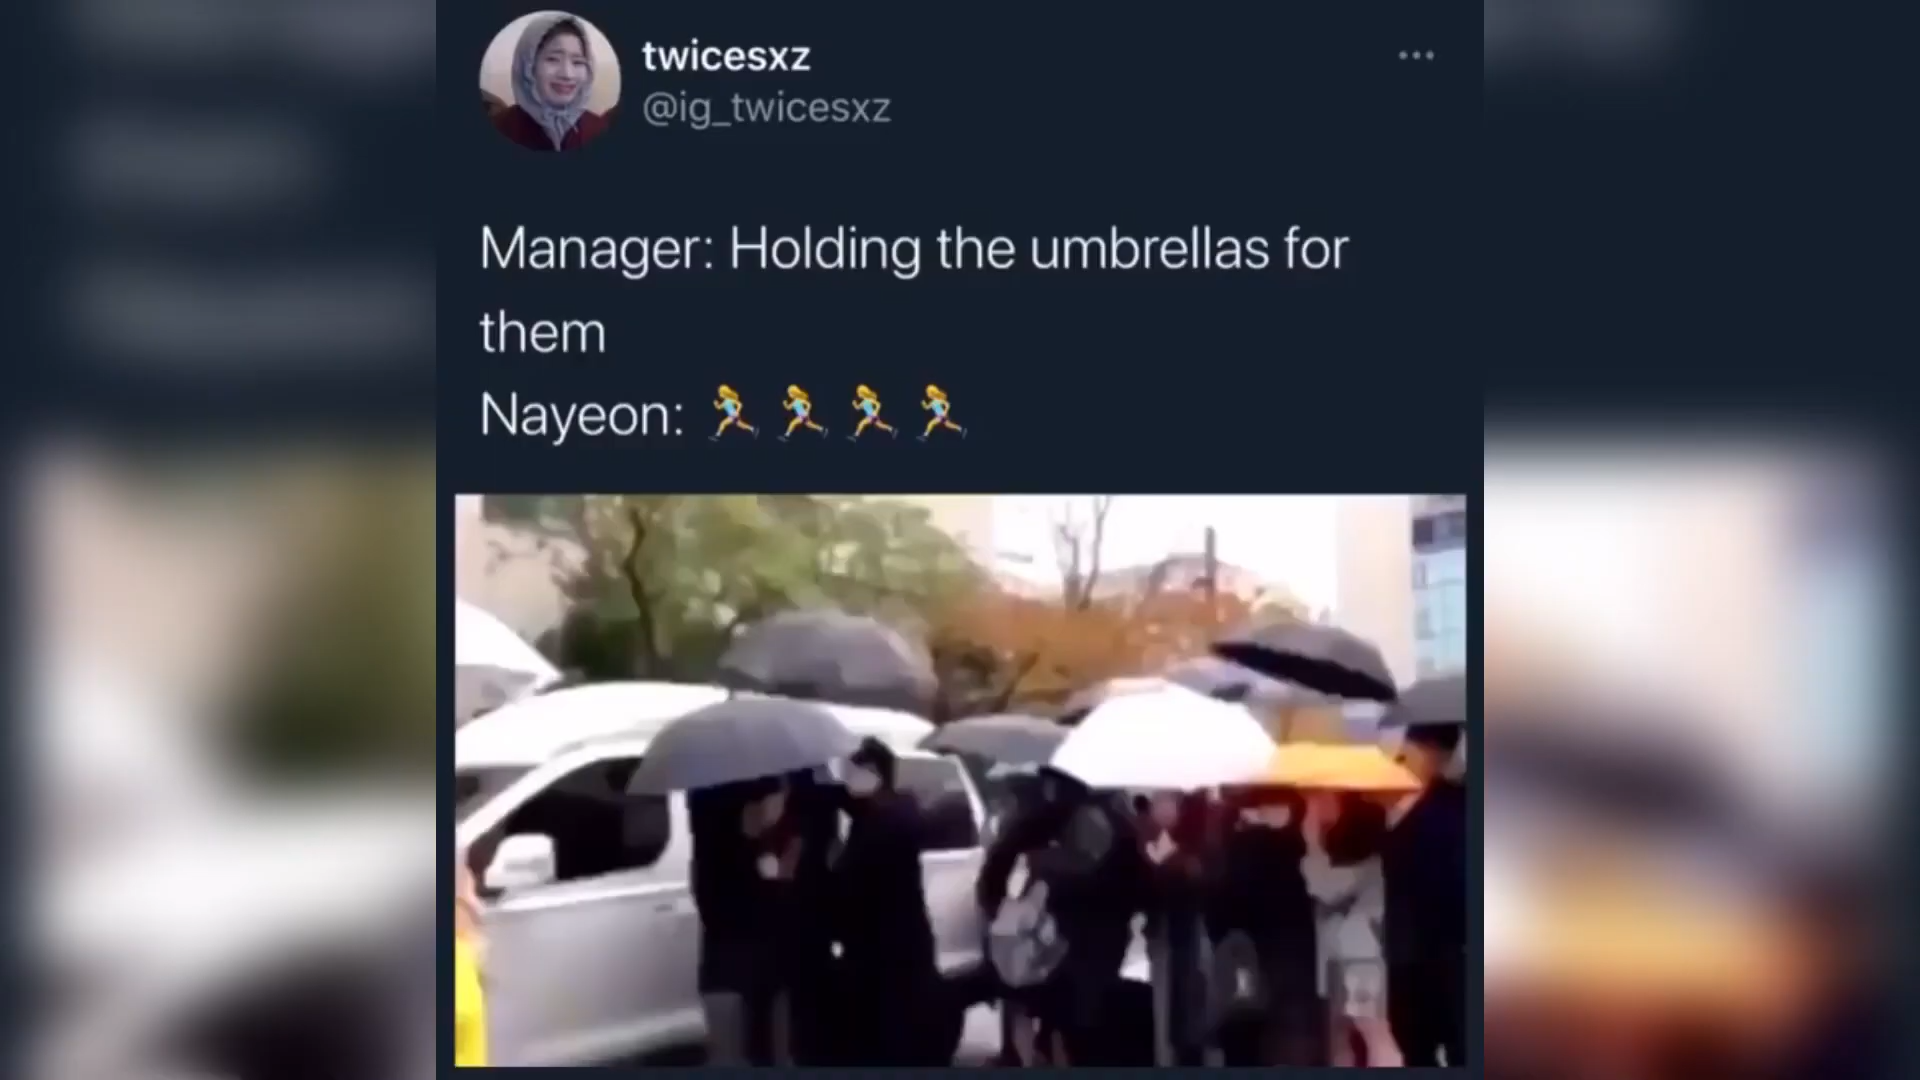 twicesxz
@ig_twicesxz
Manager: Holding the umbrellas for
them
Nayeon: 🏃‍♀️🏃‍♀️🏃‍♀️🏃‍♀️